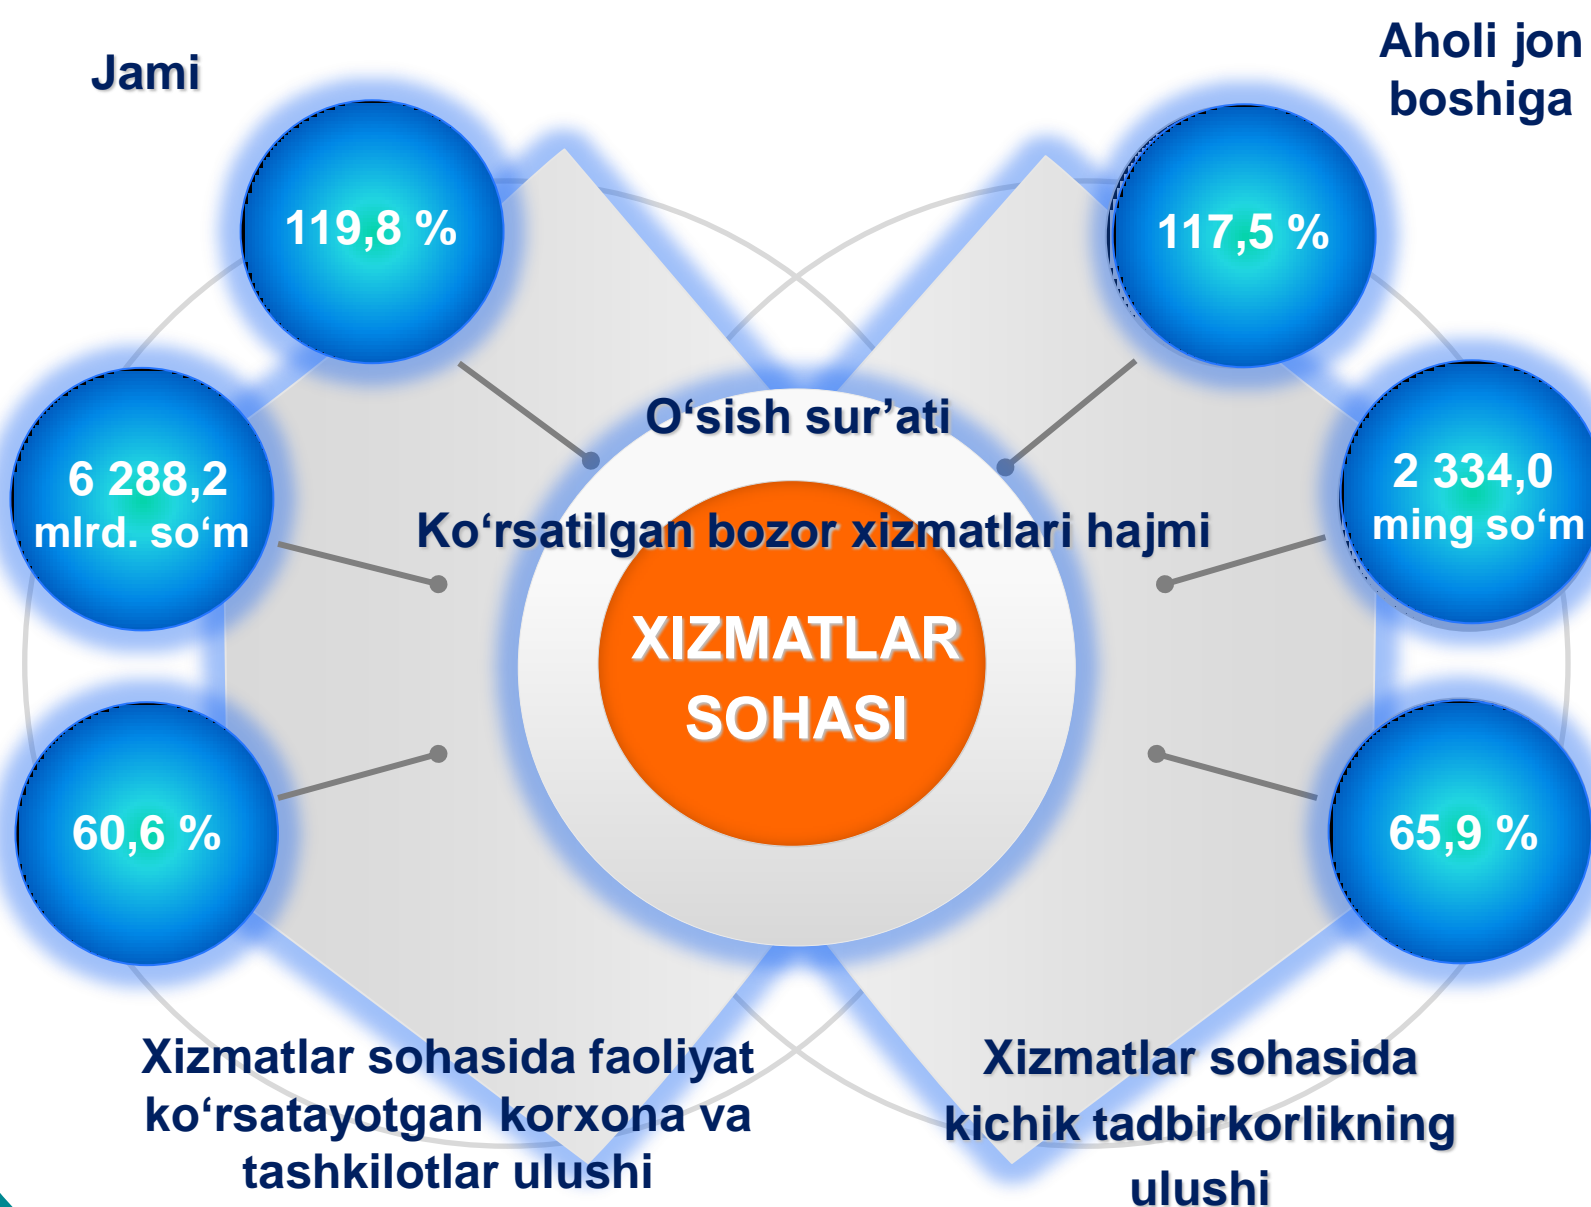 Jami
Aholi jon
boshiga
119,8 %
117,5 %
O‘sish sur’ati
6 288,2
mlrd. so‘m
2 334,0
ming so‘m
Ko‘rsatilgan bozor xizmatlari hajmi
XIZMATLAR
SOHASI
60,6 %
65,9 %
Xizmatlar sohasida faoliyat
ko‘rsatayotgan korxona va
tashkilotlar ulushi
Xizmatlar sohasida
kichik tadbirkorlikning
ulushi